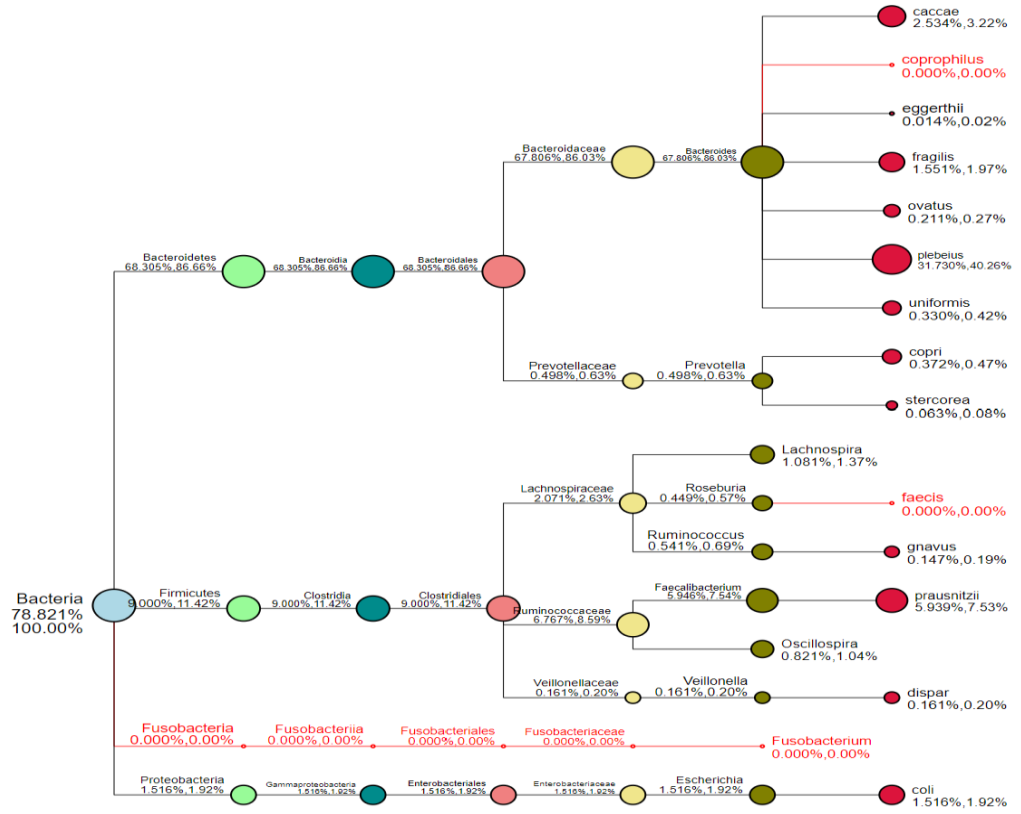 caccae
2.534%,3.22%
coprophilus
0.000%,0.00%
eggerthii
0.014%,0.02%
Bacteroidaceae
67.806%,86.03%
Bacteroides
67.806%,86.03%
fragilis
1.551%,1.97%
ovatus
0.211%,0.27%
Bacteroidetes
68.305%,86.66%
Bacteroidia
68.305%,86.66%
Bacteroidales
68.305%,86.66%
plebeius
31.730%,40.26%
uniformis
0.330%,0.42%
Prevotellaceae
0.498%,0.63%
Prevotella
0.498%,0.63%
copri
0.372%,0.47%
stercorea
0.063%,0.08%
Lachnospira
1.081%,1.37%
Lachnospiraceae
2.071%,2.63%
Roseburia
0.449%,0.57%
faecis
0.000%,0.00%
Ruminococcus
0.541%,0.69%
gnavus
0.147%,0.19%
Bacteria
78.821%
100.00%
Firmicutes
9.000%,11.42%
Clostridia
9.000%,11.42%
Clostridiales
9.000%,11.42%
Ruminococcaceae
6.767%,8.59%
Faecalibacterium
5.946%,7.54%
prausnitzii
5.939%,7.53%
Oscillospira
0.821%,1.04%
Veillonellaceae
0.161%,0.20%
Veillonella
0.161%,0.20%
dispar
0.161%,0.20%
Fusobacteria
0.000%,0.00%
Fusobacteriia
0.000%,0.00%
Fusobacteriales
0.000%,0.00%
Fusobacteriaceae
0.000%,0.00%
Fusobacterium
0.000%,0.00%
Proteobacteria
1.516%,1.92%
Gammaproteobacteria
1.516%,1.92%
Enterobacteriales
1.516%,1.92%
Enterobacteriaceae
1.516%,1.92%
Escherichia
1.516%,1.92%
coli
1.516%,1.92%